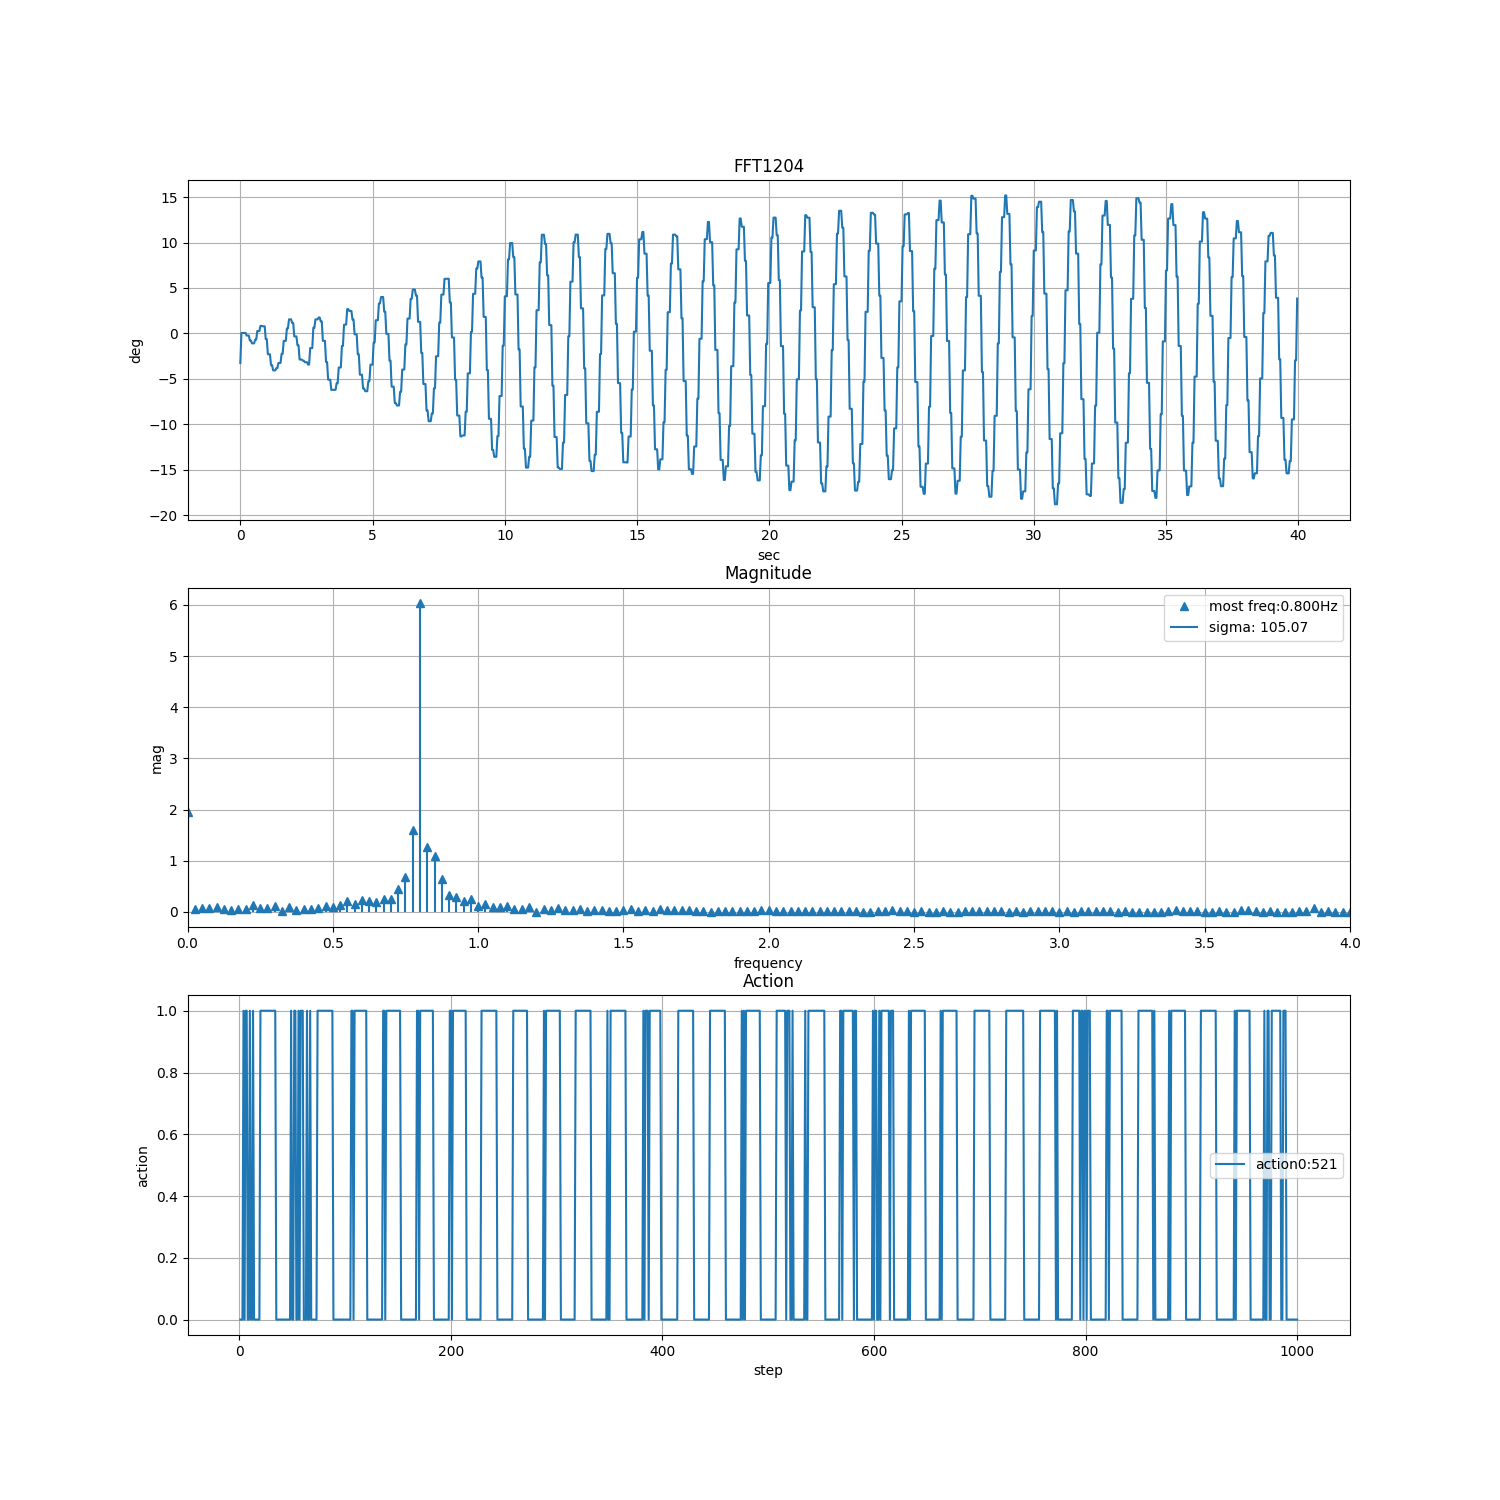 FFT1204
15
10
5
0
−5
−10
−15
−20
deg
0 5 10 15 20 25 30 35 40
sec
Magnitude
most freq:0.800Hz
sigma: 105.07
6
5
4
3
2
1
0
mag
0.0 0.5 1.0 1.5 2.0 2.5 3.0 3.5 4.0
frequency
Action
1.0
0.8
0.6
0.4
0.2
0.0
action
action0:521
0 200 400 600 800 1000
step